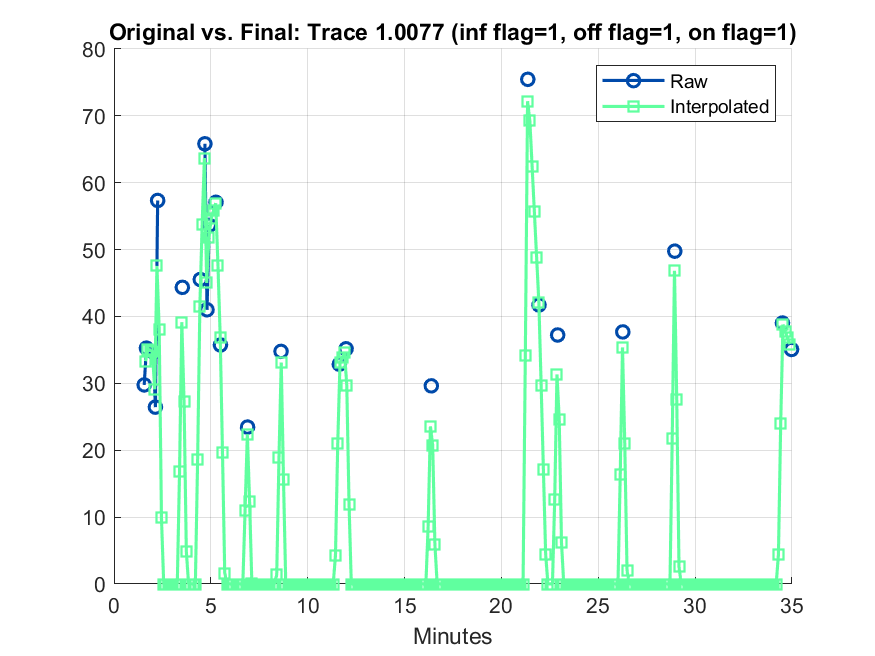 Original vs. Final: Trace 1.0077 (inf flag=1, off flag=1, on flag=1)
80
70
60
50
40
30
20
10
0
Raw
Interpolated
0 5 10 15 20 25 30 35
Minutes